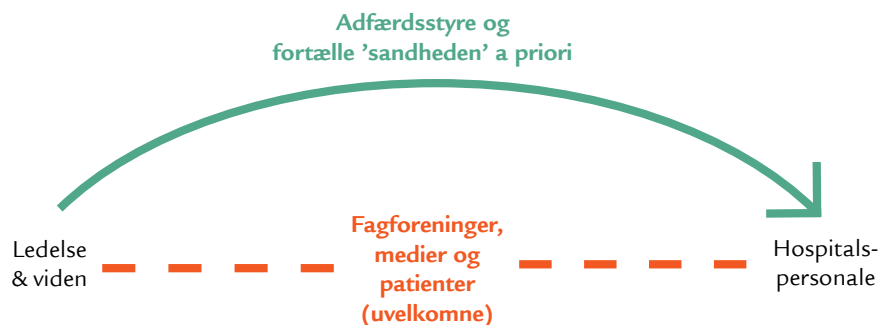 Adfærdsstyre og
fortælle ’sandheden’ a priori
Ledelse
& viden
Fagforeninger,
medier og
patienter
(uvelkomne)
Hospitals-
personale